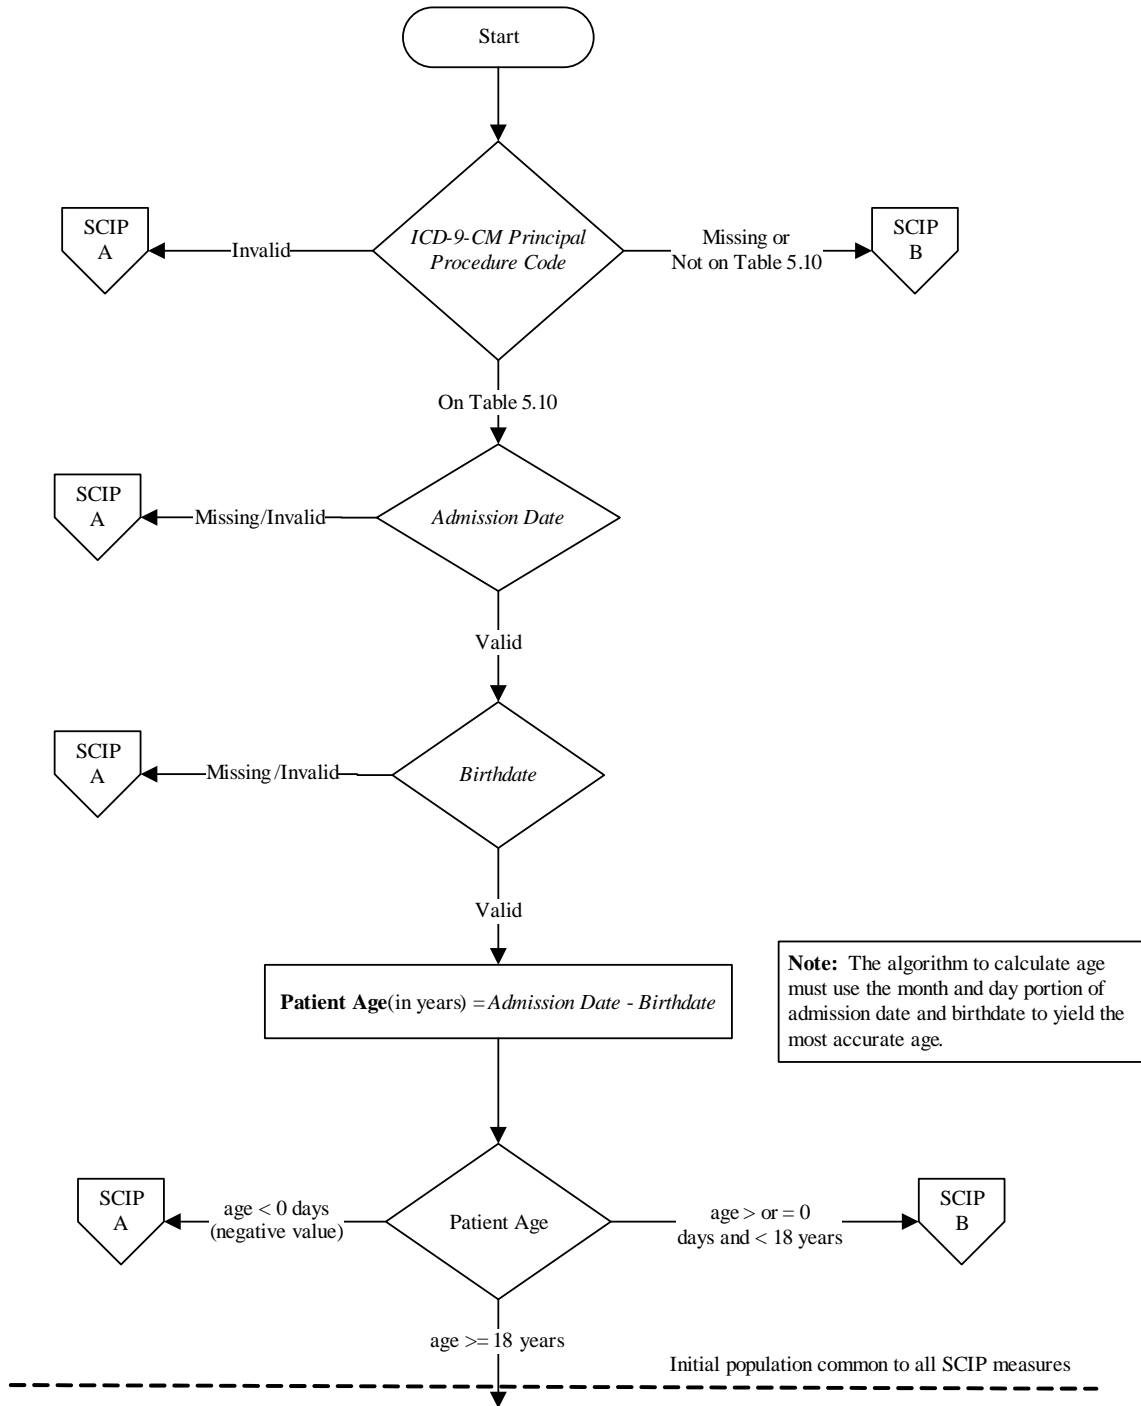 Start
SCIP
A
Invalid
ICD-9-CM Principal
Procedure Code
Missing or
Not on Table 5.10
SCIP
B
On Table 5.10
SCIP
A
Missing/Invalid
Admission Date
Valid
SCIP
A
Missing/Invalid
Birthdate
Valid
Patient Age(in years) = Admission Date - Birthdate
Note: The algorithm to calculate age
must use the month and day portion of
admission date and birthdate to yield the
most accurate age.
SCIP
A
age < 0 days
(negative value)
Patient Age
age > or = 0
days and < 18 years
SCIP
B
age >= 18 years
Initial population common to all SCIP measures